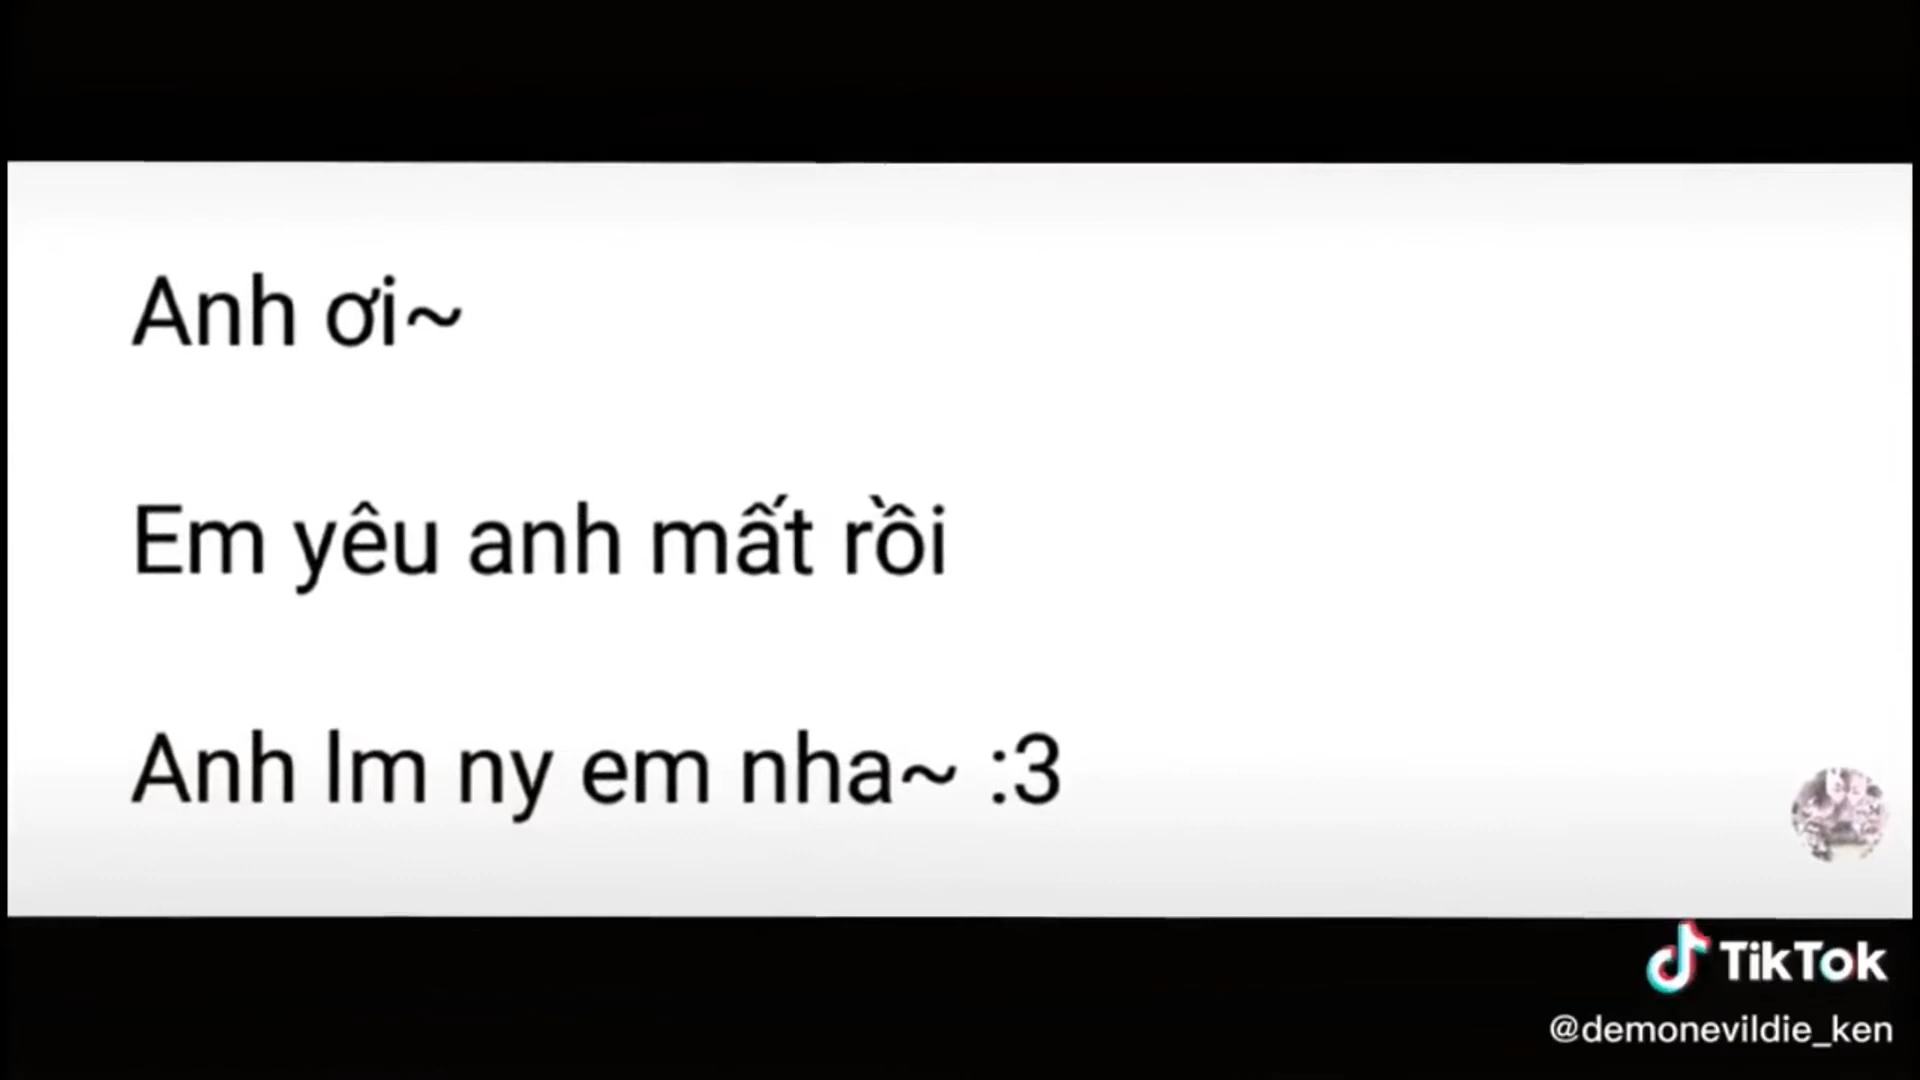 Anh ơi~
Em yêu anh mất rồi
Anh lm ny em nha~ :3
TikTok
@demonevildie_ken